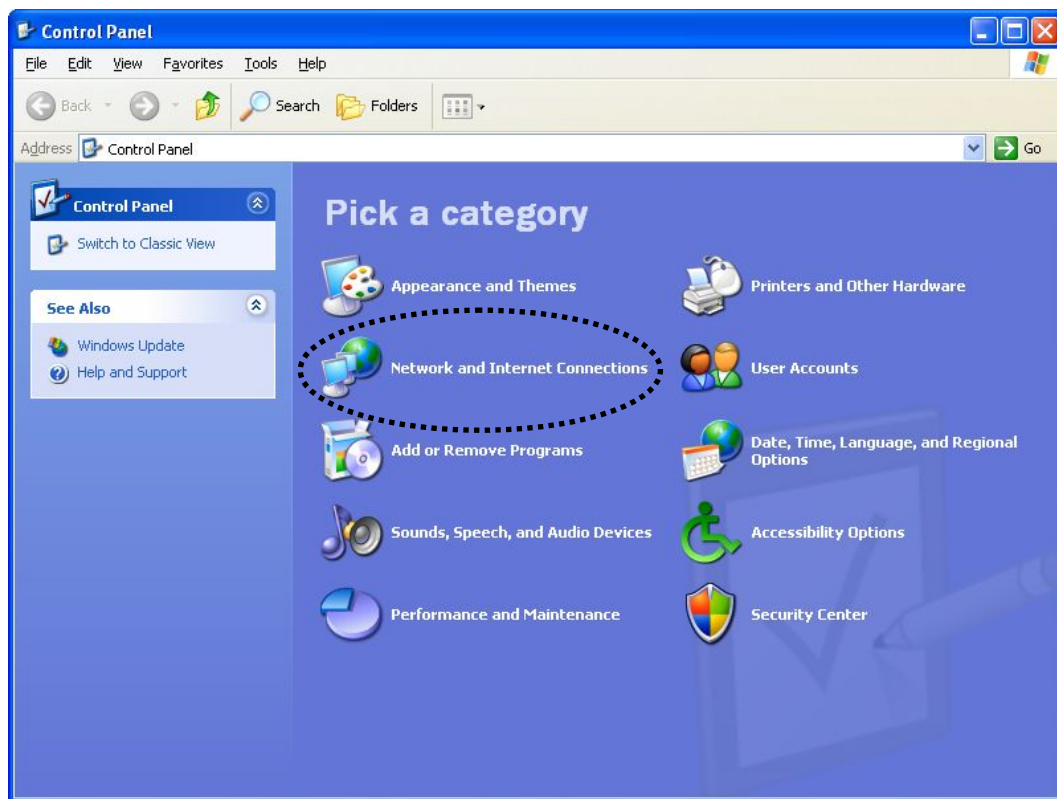 Control Panel
File Edit View Favorites Tools Help
Back Search Folders
Address Control Panel Go
Control Panel
Switch to Classic View
See Also
Windows Update
Help and Support
Pick a category
Appearance and Themes
Printers and Other Hardware
Network and Internet Connections
User Accounts
Add or Remove Programs
Date, Time, Language, and Regional
Options
Sounds, Speech, and Audio Devices
Accessibility Options
Performance and Maintenance
Security Center